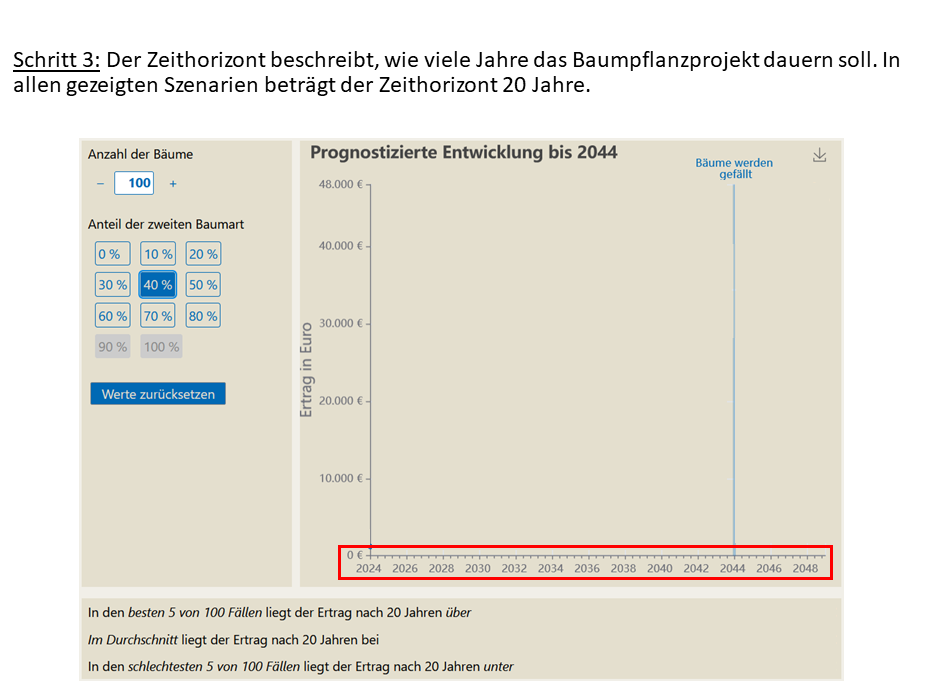 Schritt 3: Der Zeithorizont beschreibt, wie viele Jahre das Baumpflanzprojekt dauern soll. In
allen gezeigten Szenarien beträgt der Zeithorizont 20 Jahre.
Anzahl der Bäume
– 100 +
Anteil der zweiten Baumart
0 % 10 % 20 %
30 % 40 % 50 %
60 % 70 % 80 %
90 % 100 %
Werte zurücksetzen
Prognostizierte Entwicklung bis 2044
Bäume werden
gefällt
48.000 €
40.000 €
30.000 €
20.000 €
10.000 €
0 €
Ertrag in Euro
2024 2026 2028 2030 2032 2034 2036 2038 2040 2042 2044 2046 2048
In den besten 5 von 100 Fällen liegt der Ertrag nach 20 Jahren über
Im Durchschnitt liegt der Ertrag nach 20 Jahren bei
In den schlechtesten 5 von 100 Fällen liegt der Ertrag nach 20 Jahren unter